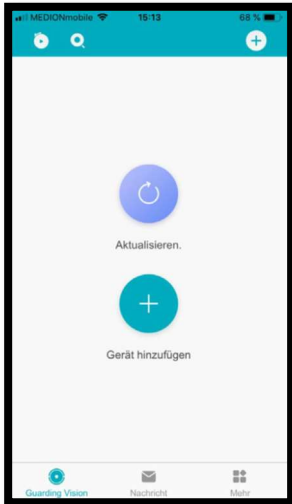 MEDIONmobile 15:13 68 %
Aktualisieren.
Gerät hinzufügen
Guarding Vision Nachricht Mehr